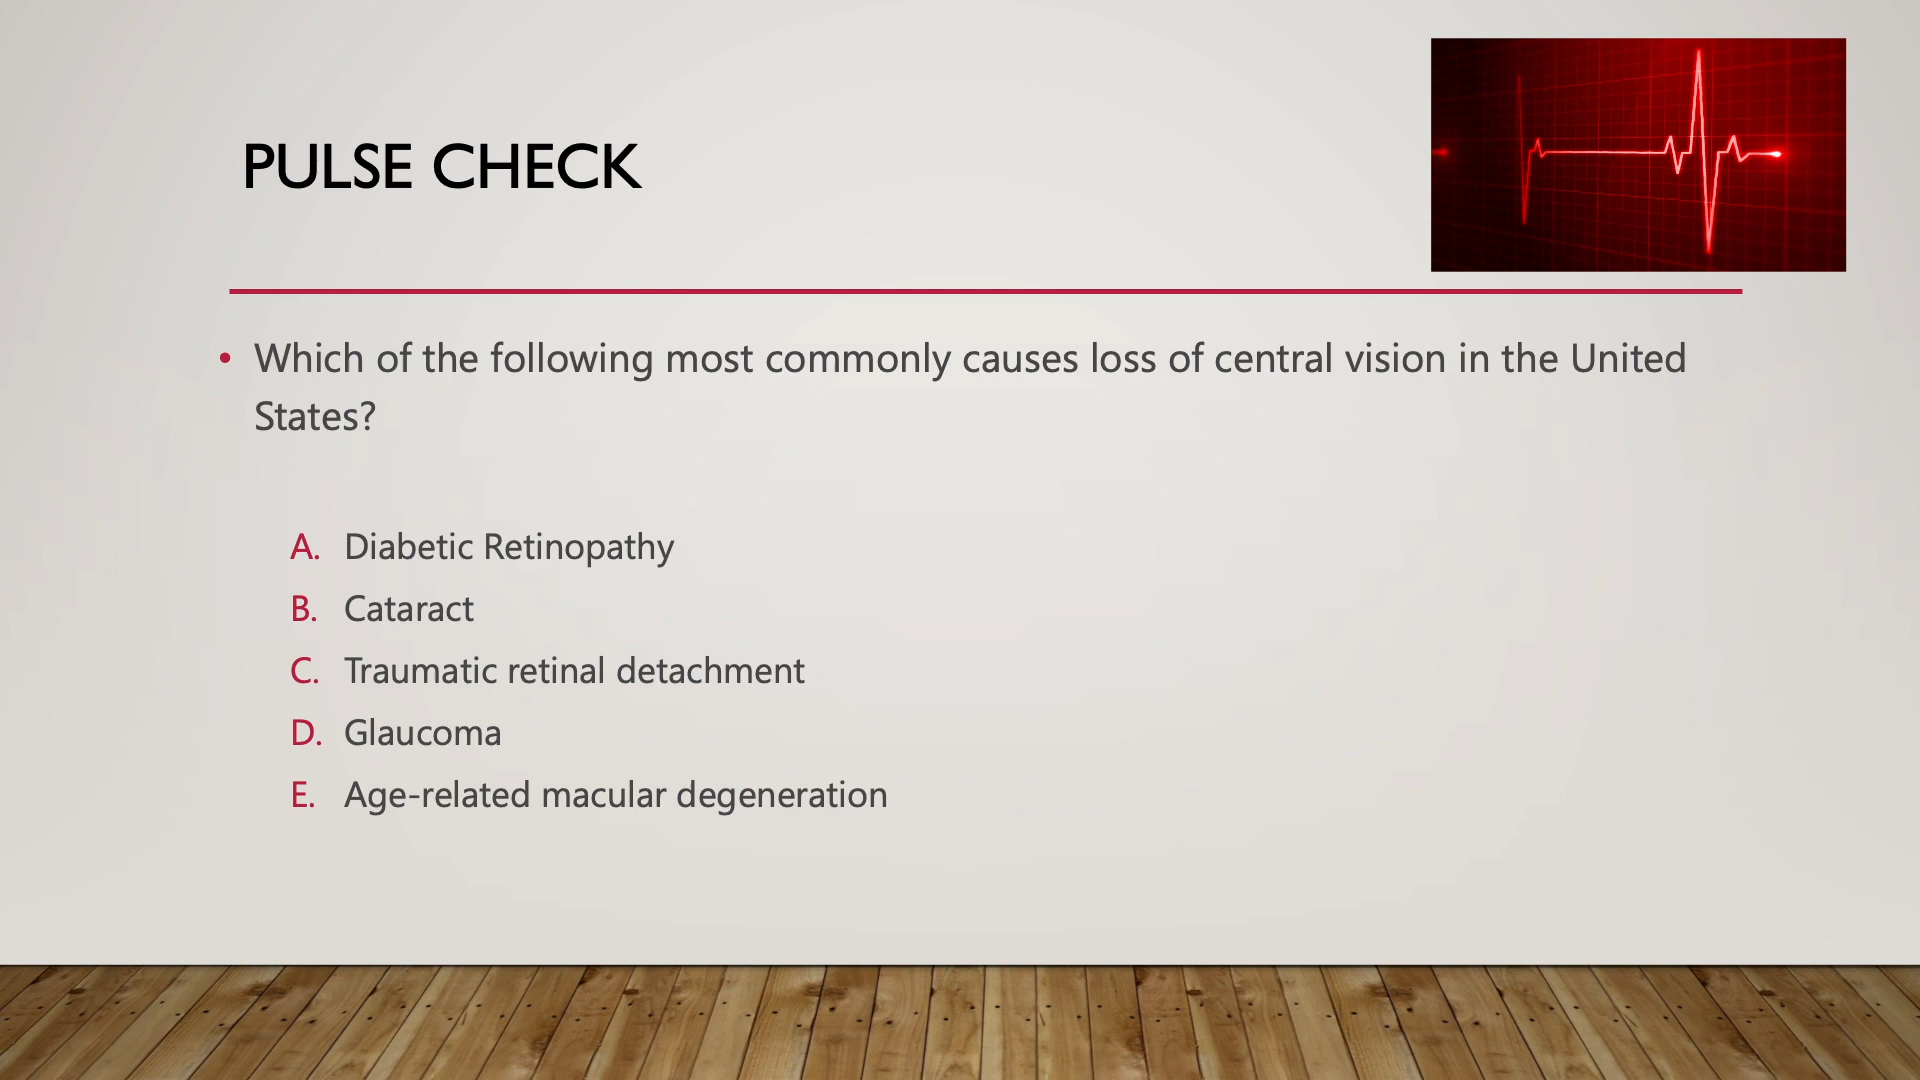 PULSE CHECK
• Which of the following most commonly causes loss of central vision in the United
States?
A. Diabetic Retinopathy
B. Cataract
C. Traumatic retinal detachment
D. Glaucoma
E. Age-related macular degeneration